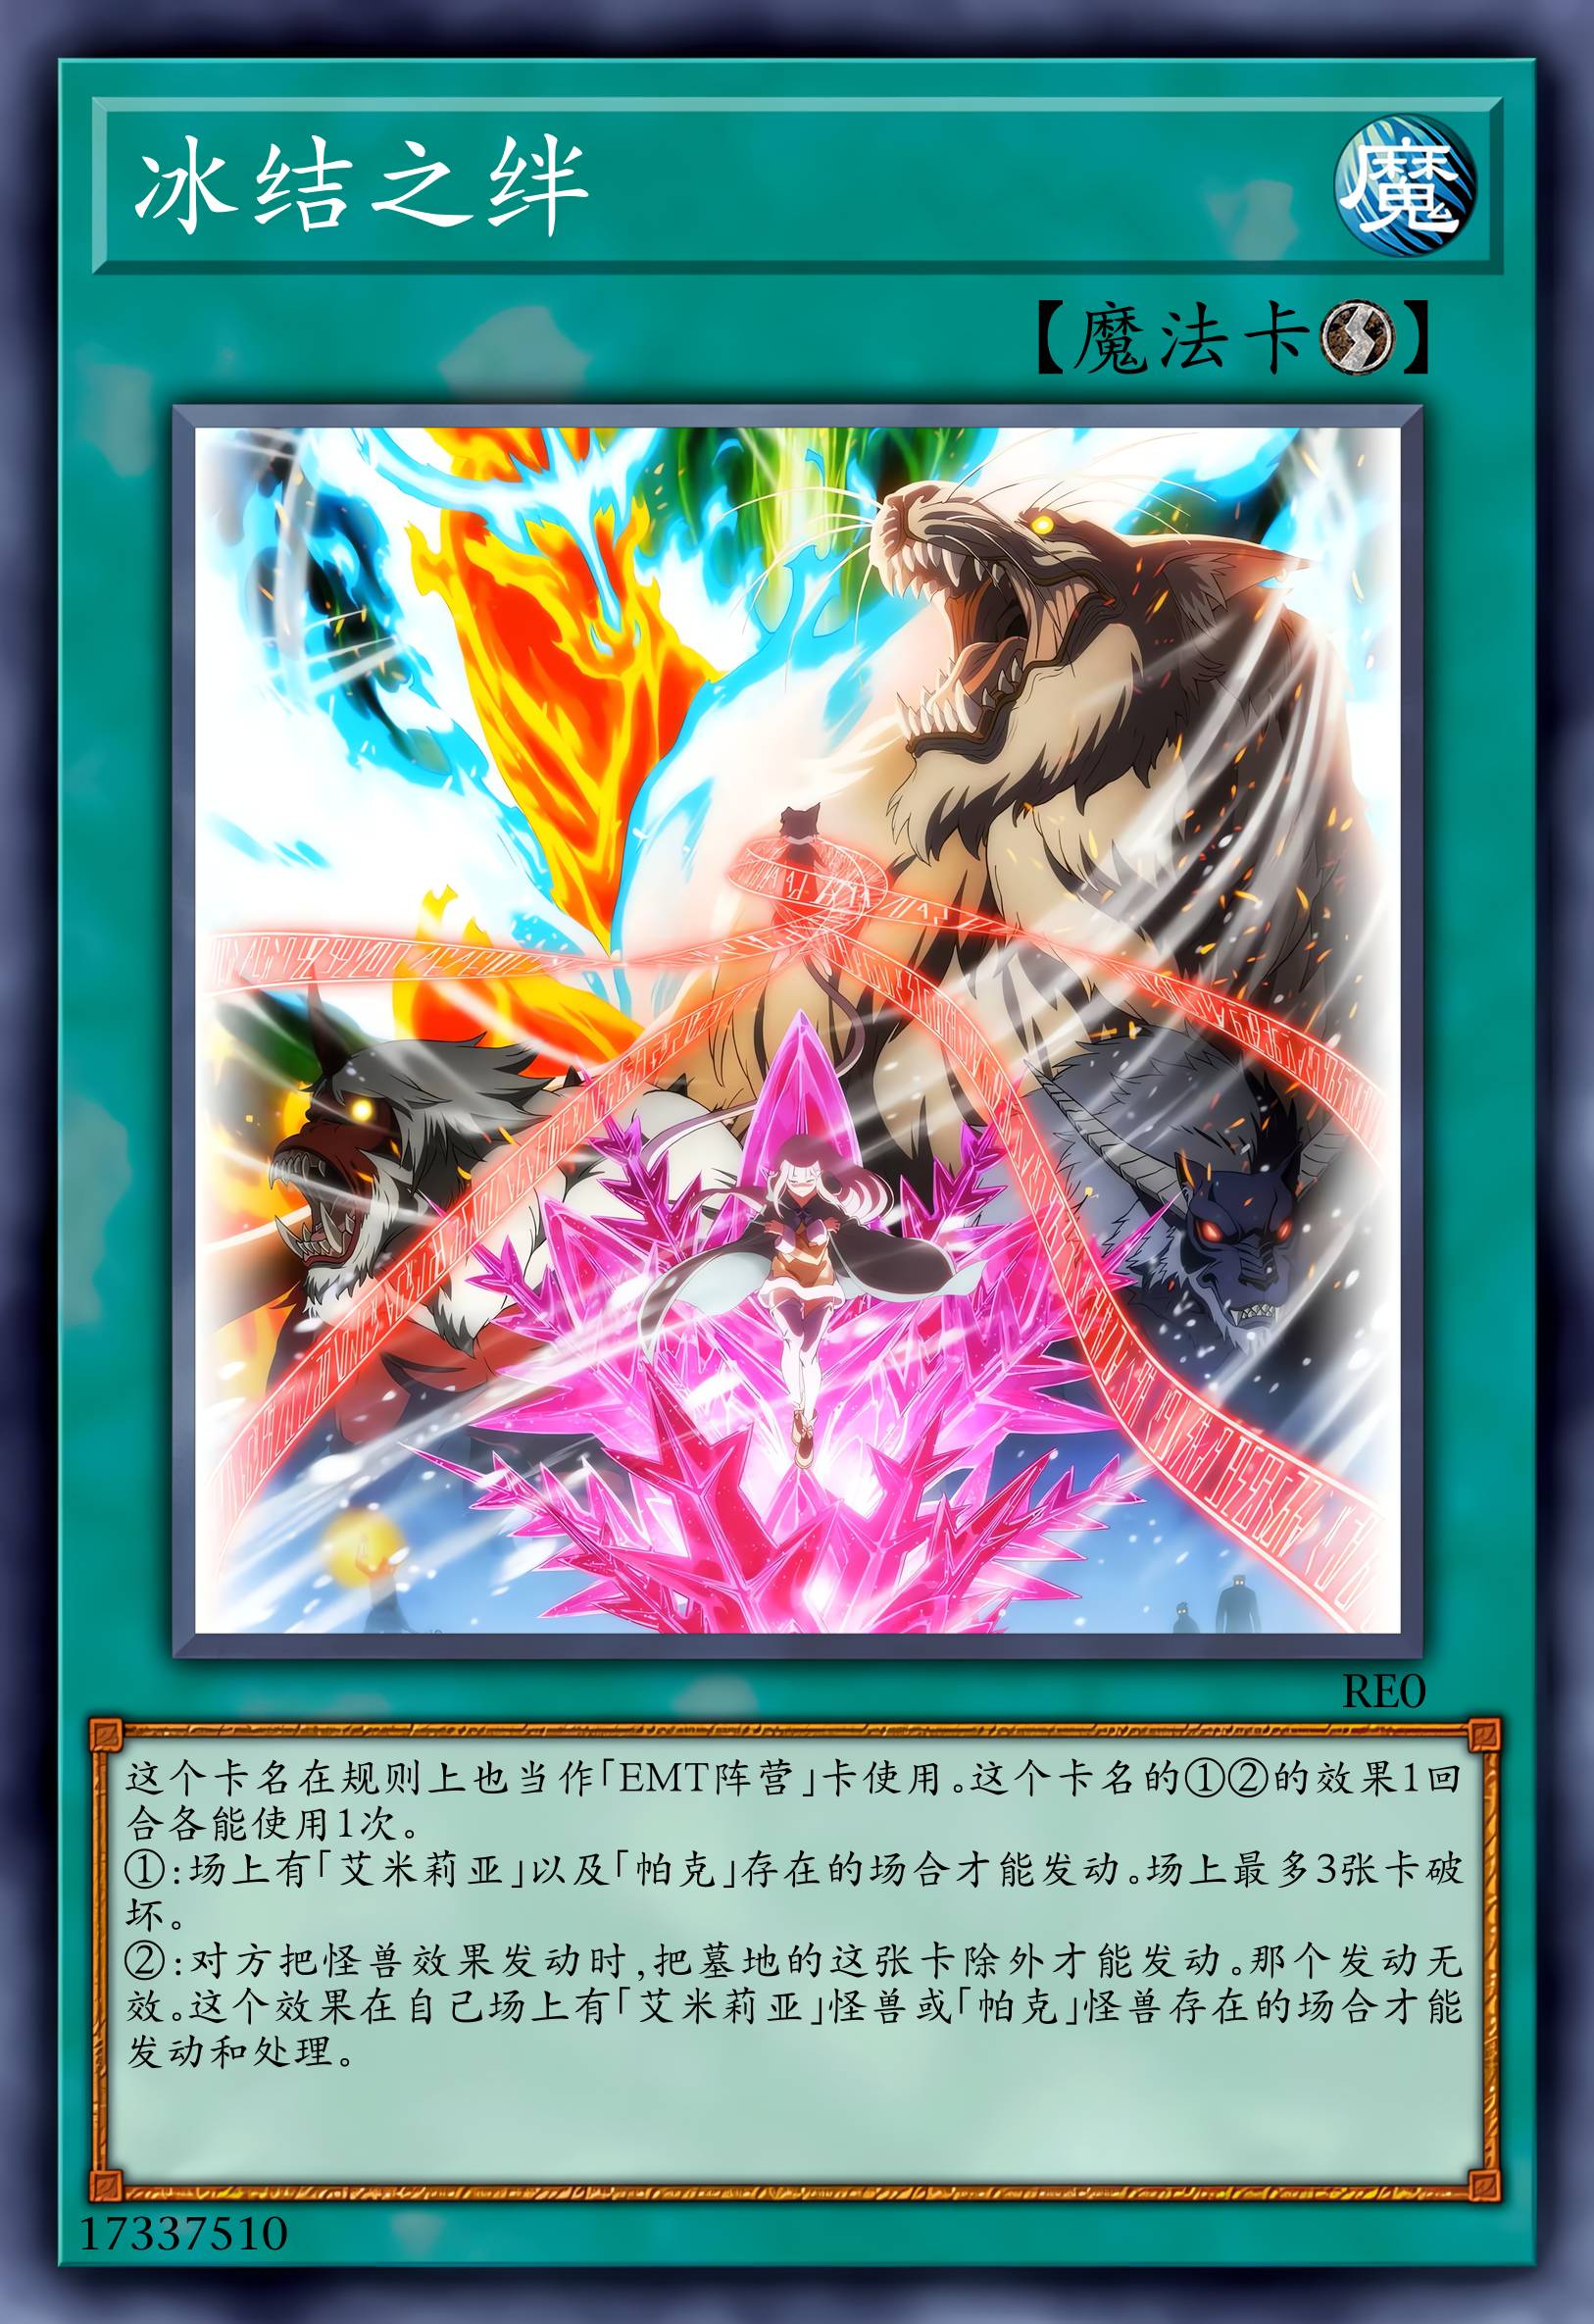 冰结之绊
魔
【魔法卡】
RE0
这个卡名在规则上也当作「EMT阵营」卡使用。这个卡名的①②的效果1回
合各能使用1次。
①:场上有「艾米莉亚」以及「帕克」存在的场合才能发动。场上最多3张卡破
坏。
②:对方把怪兽效果发动时,把墓地的这张卡除外才能发动。那个发动无
效。这个效果在自己场上有「艾米莉亚」怪兽或「帕克」怪兽存在的场合才能
发动和处理。
17337510